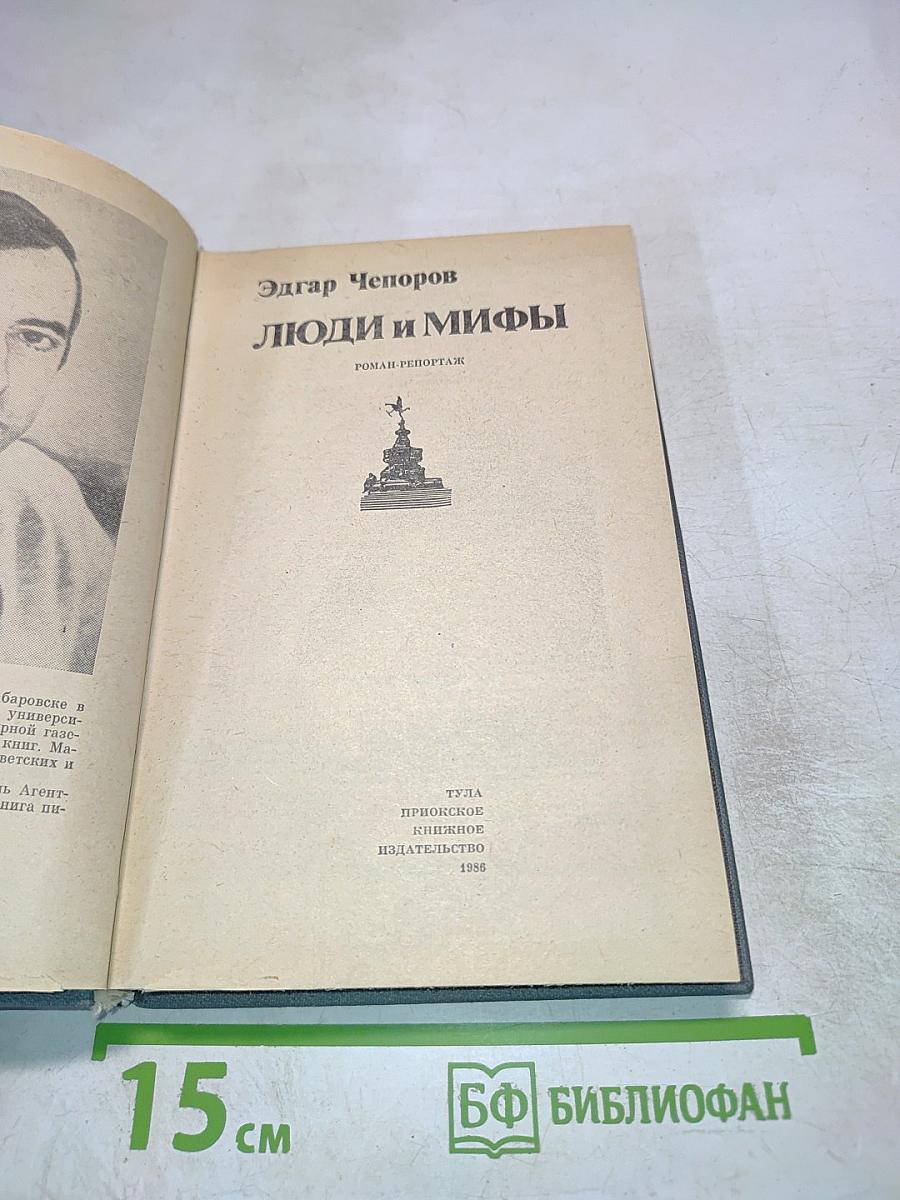 баровске в
универси-
рной газе-
книг. Ма-
ветских и
ь Агент-
нига пи-
Эдгар Чепоров
ЛЮДИ и МИФЫ
РОМАН-РЕПОРТАЖ
ТУЛА
ПРИОКСКОЕ
КНИЖНОЕ
ИЗДАТЕЛЬСТВО
1986
15 см
БФ БИБЛИОФАН